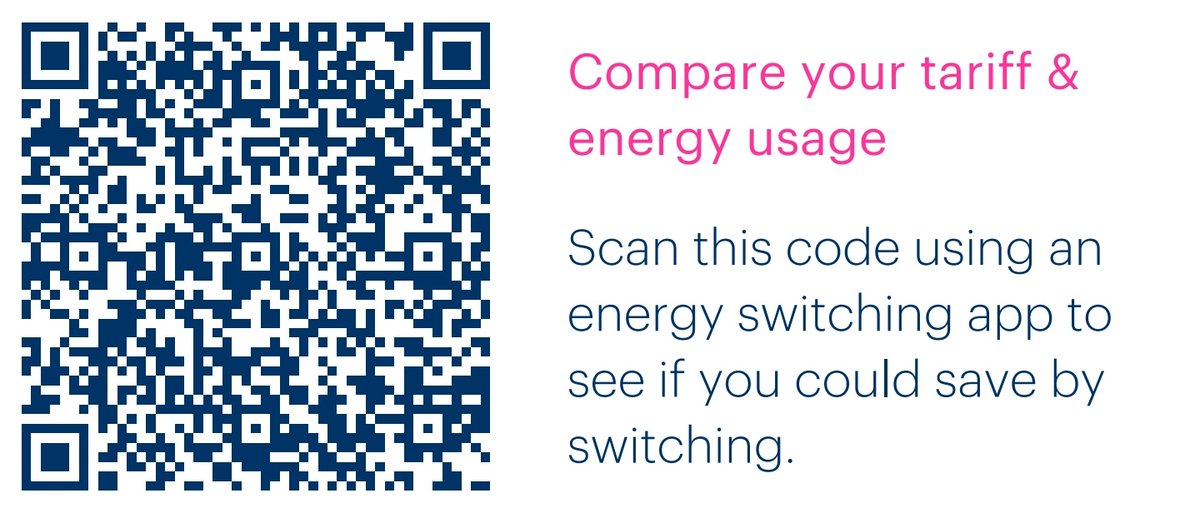 Compare your tariff &
energy usage
Scan this code using an
energy switching app to
see if you could save by
switching.